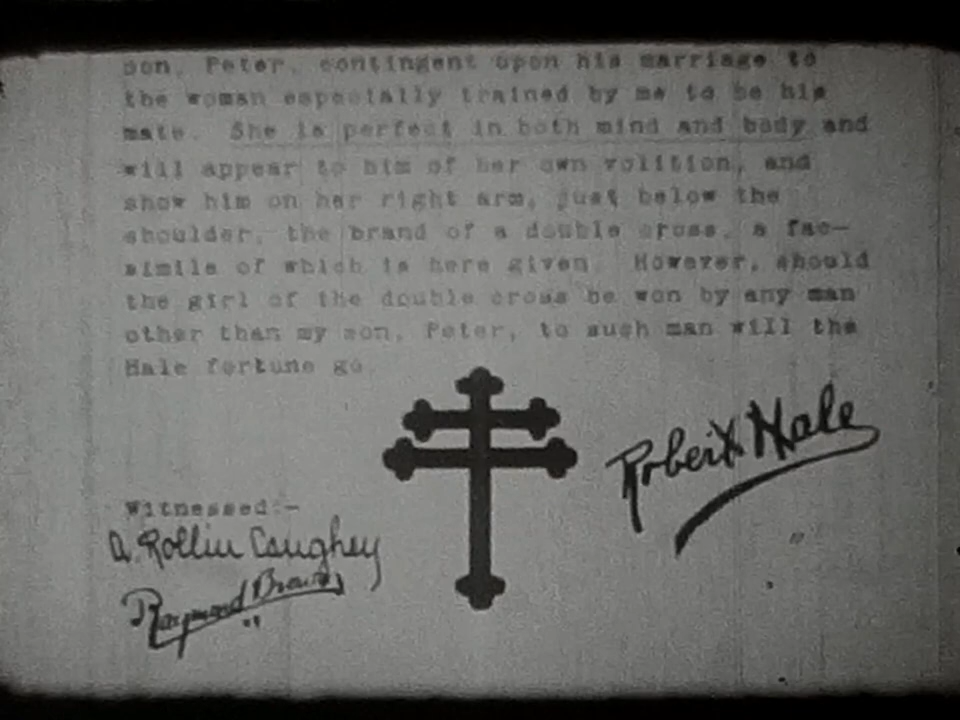 son, Peter, contingent upon his marriage to
the woman especially trained by me to be his
mate. She is perfect in both mind and body and
will appear to him of her own volition, and
show him on her right arm, just below the
shoulder, the brand of a double cross, a fac-
simile of which is here given. However, should
the girl of the double cross be won by any man
other than my son, Peter, to such man will the
Hale fortune go
Robert Hale
Witnessed:-
A. Rollin Caughey
Raymond Brown